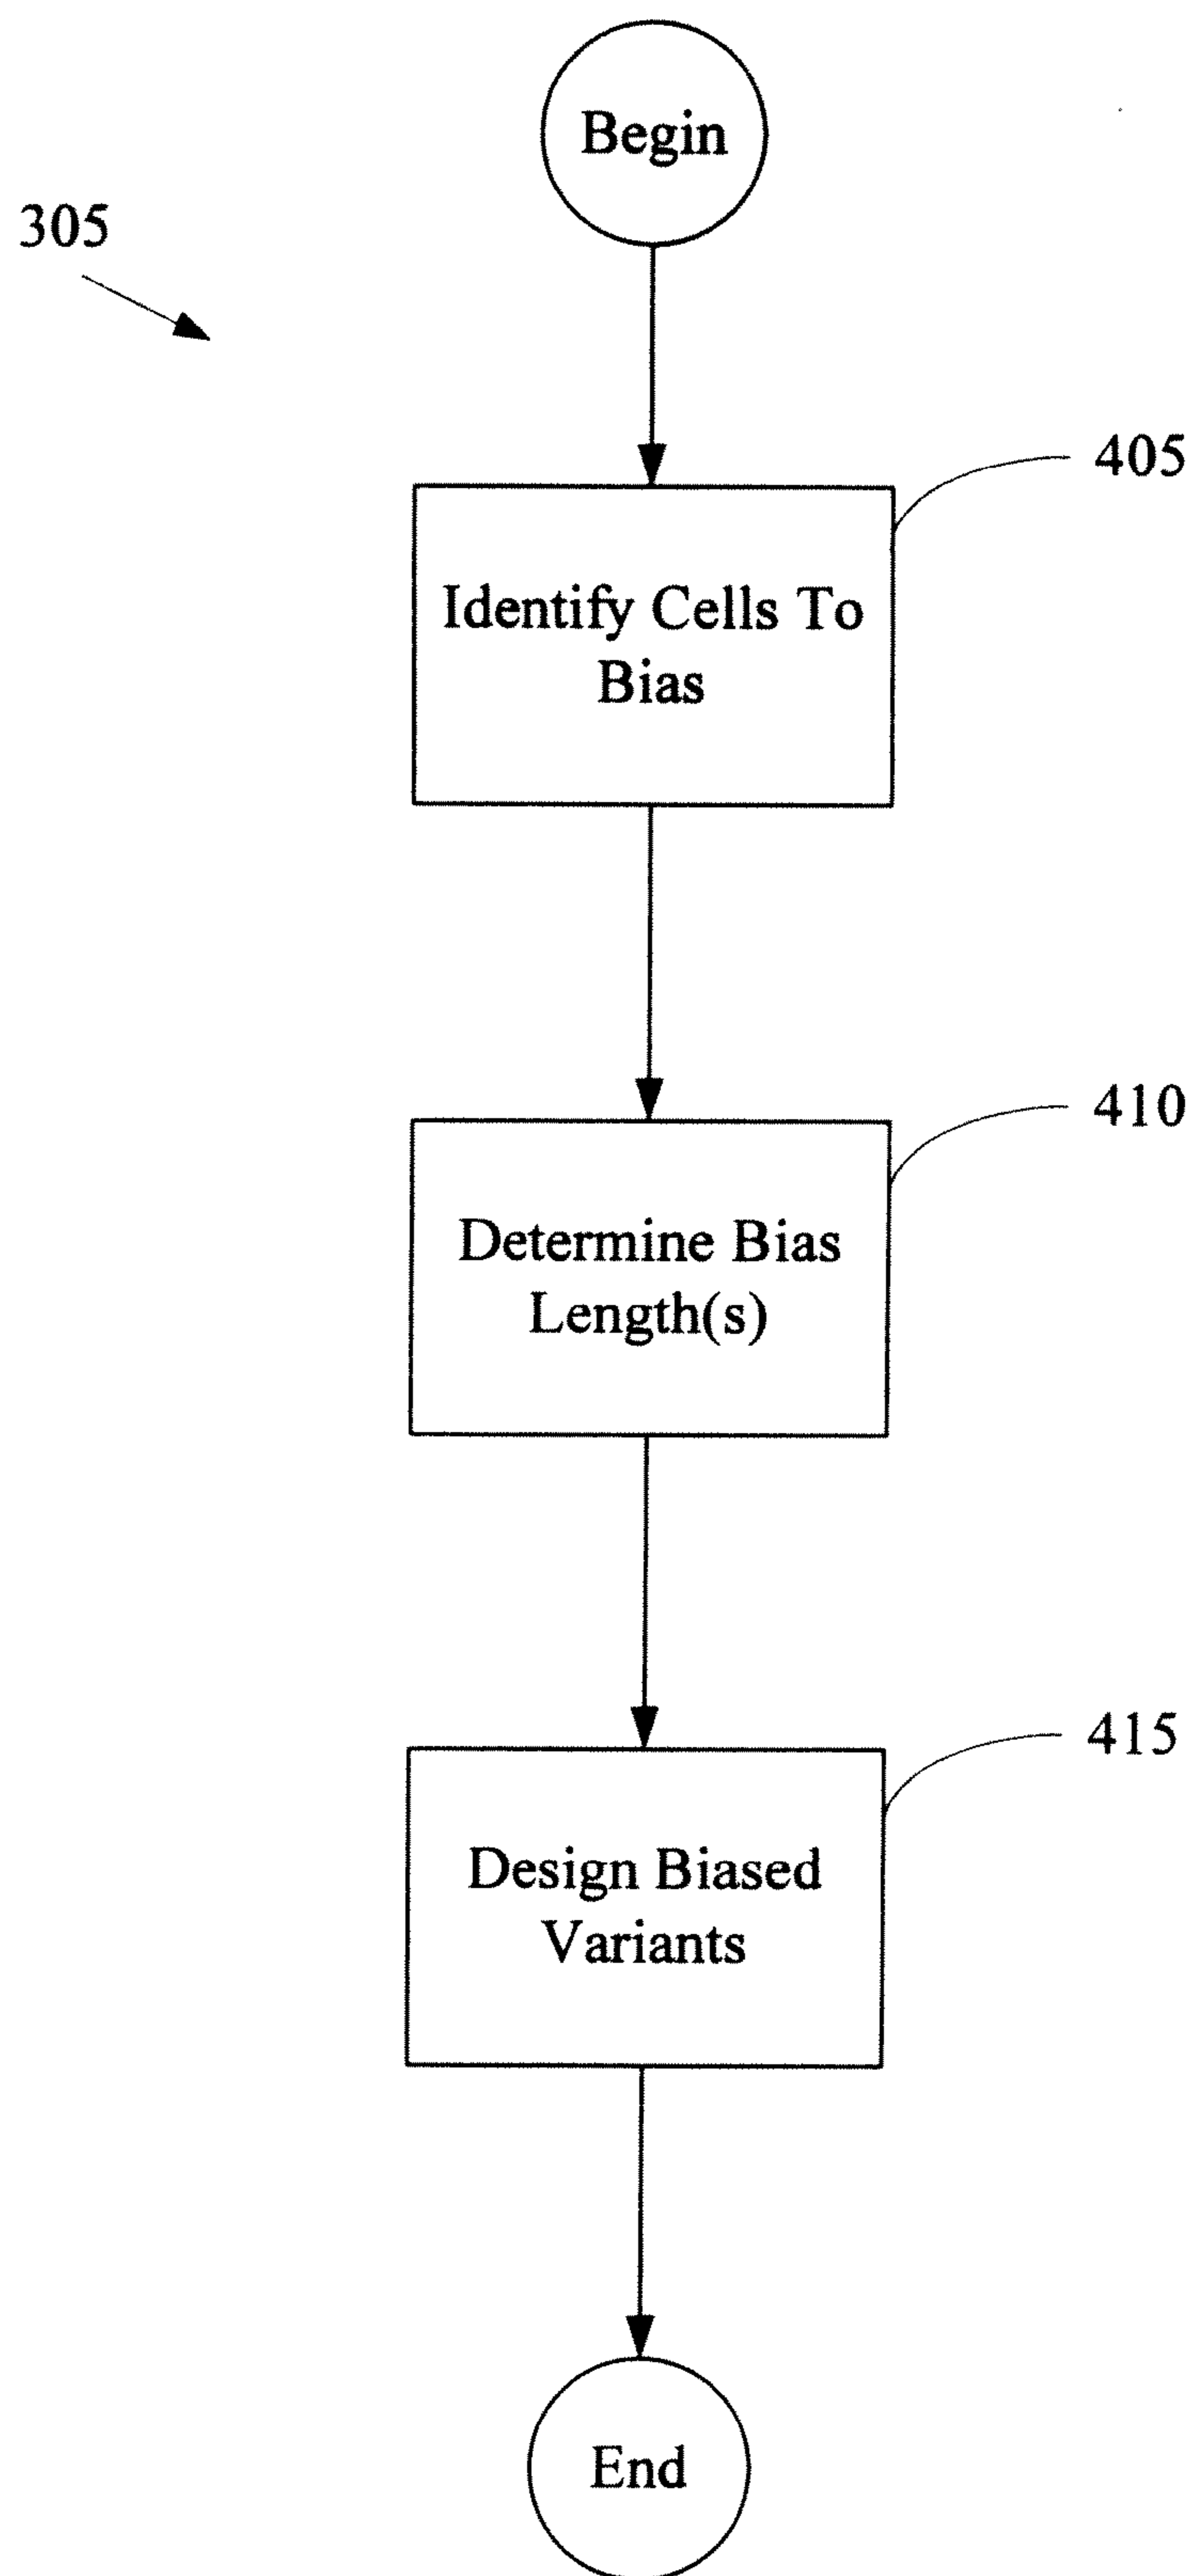 Begin
305
405
Identify Cells To
Bias
410
Determine Bias
Length(s)
415
Design Biased
Variants
End